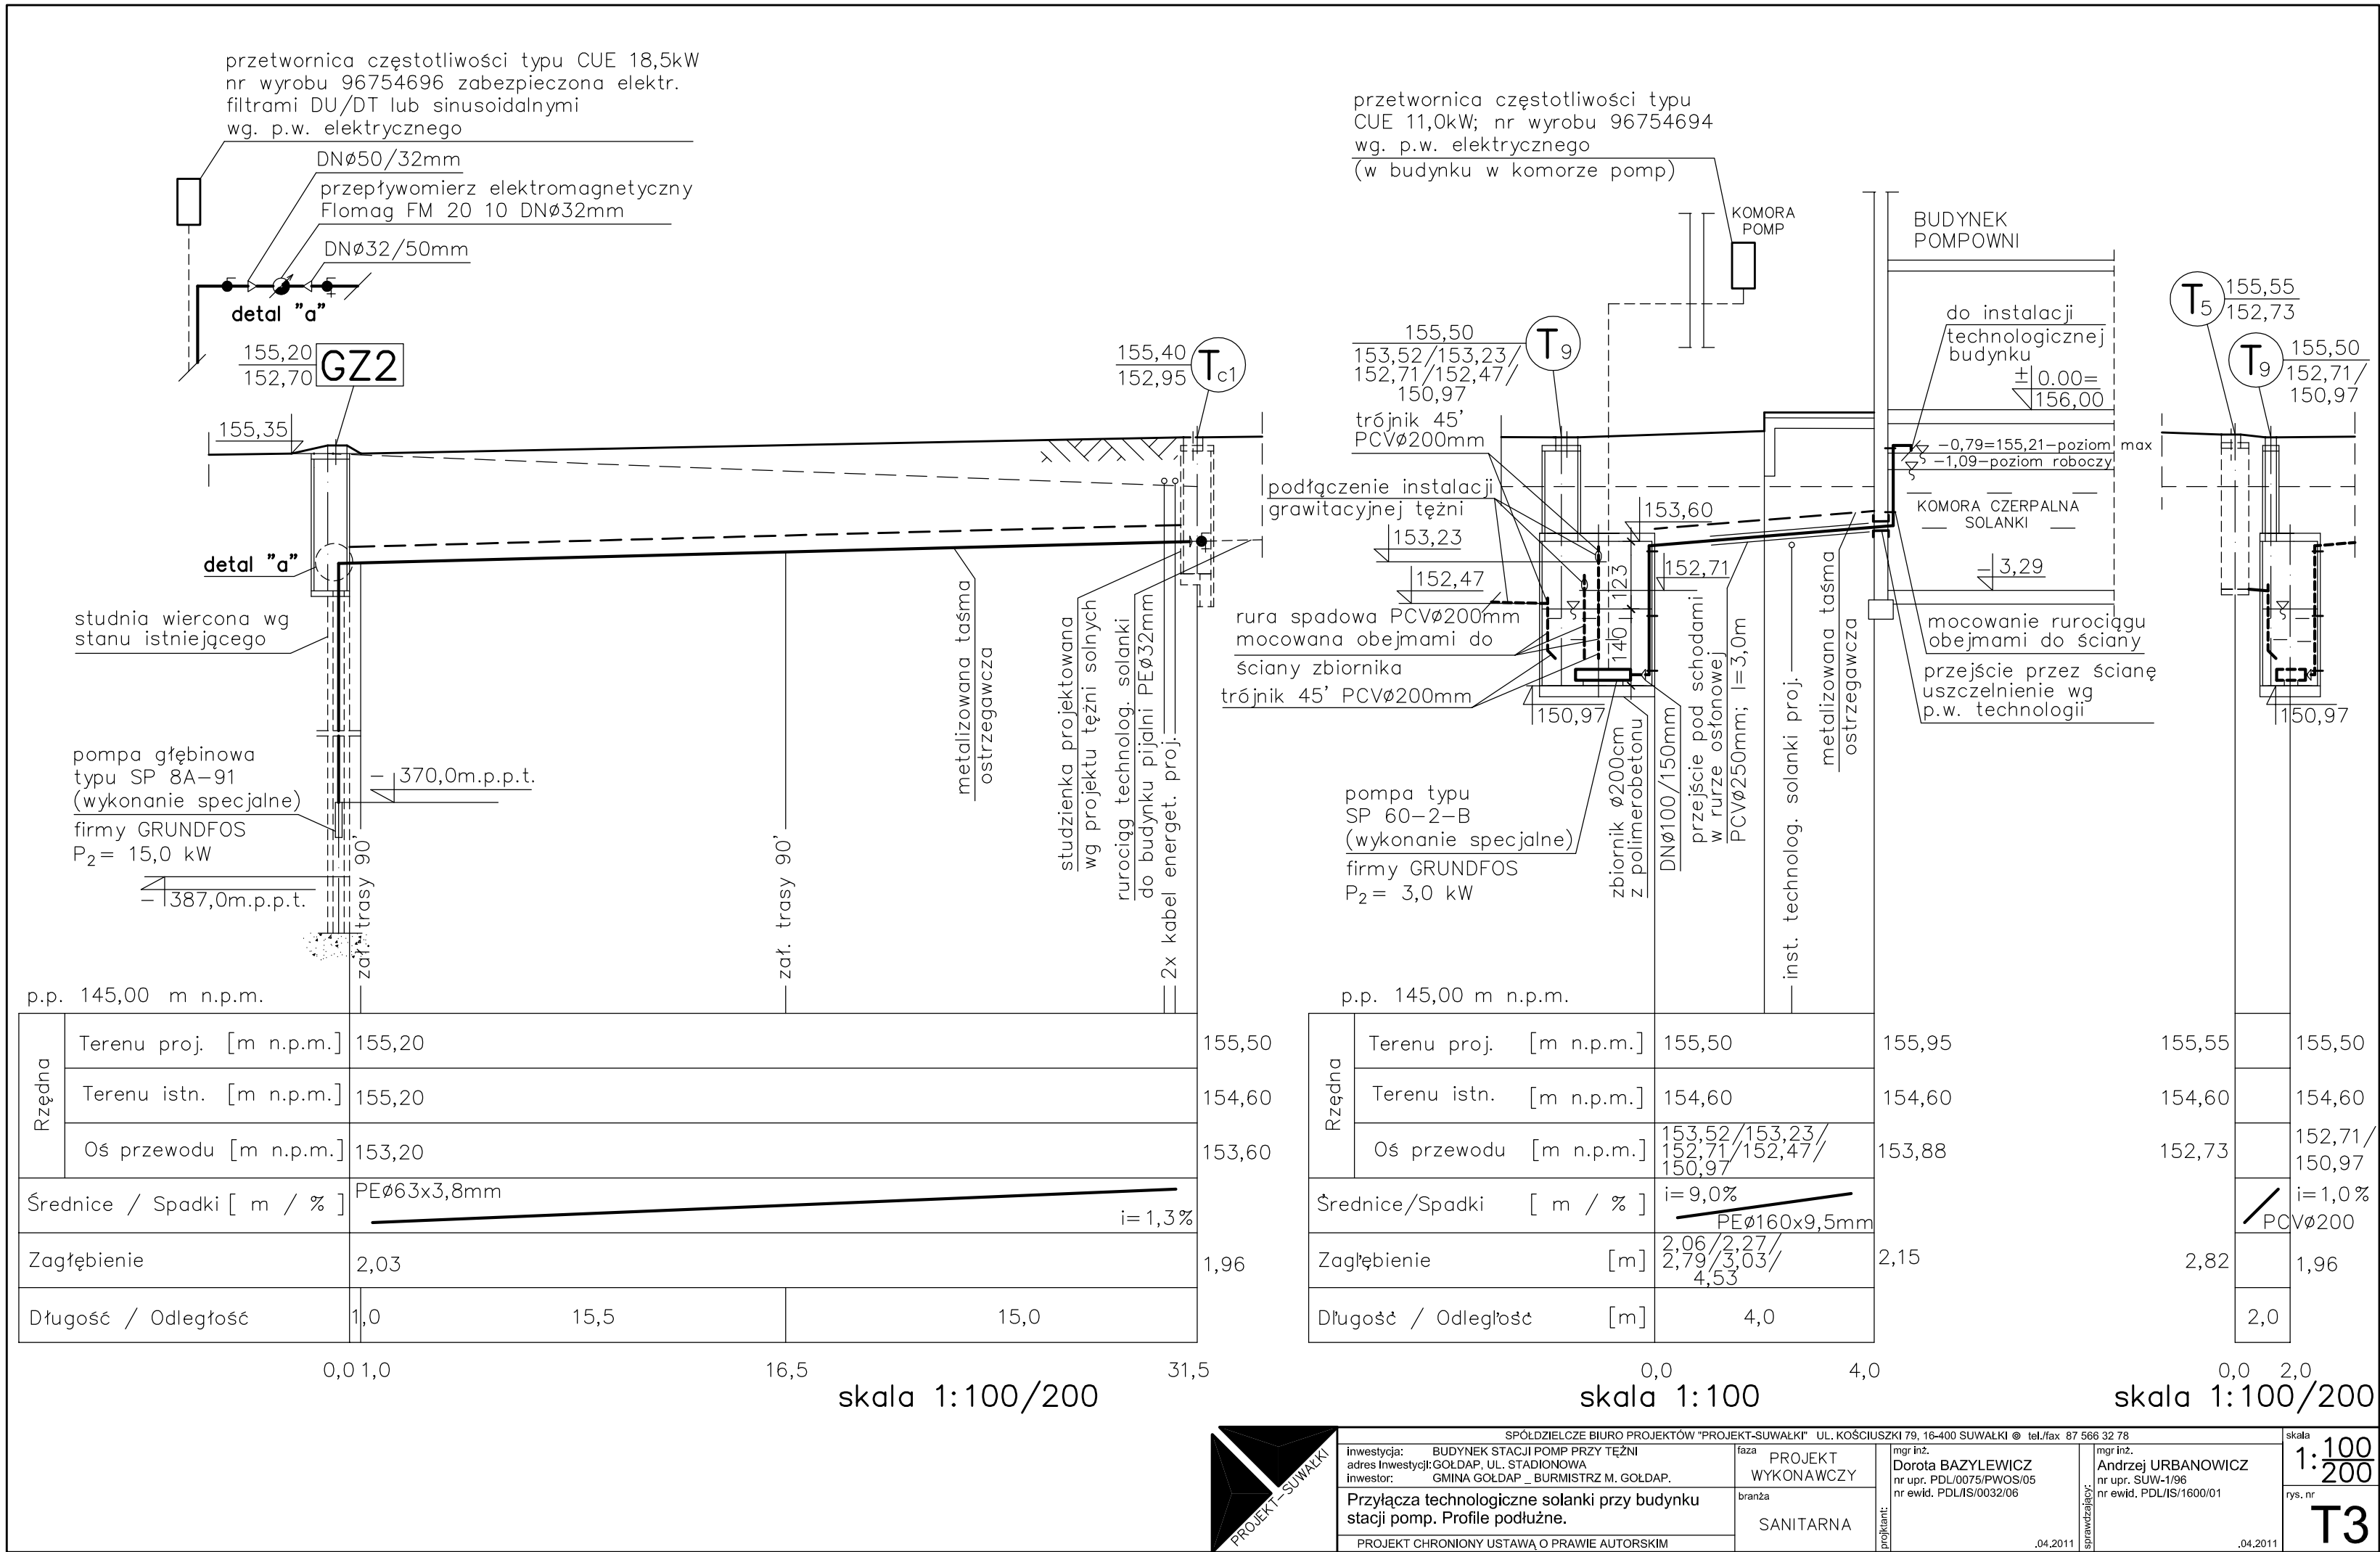 przetwornica częstotliwości typu CUE 18,5kW
nr wyrobu 96754696 zabezpieczona elektr.
filtrami DU/DT lub sinusoidalnymi
wg. p.w. elektrycznego
DNø50/32mm
przepływomierz elektromagnetyczny
Flomag FM 20 10 DNø32mm
DNø32/50mm
detal "a"
155,20
152,70
GZ2
155,35
155,40
152,95
Tc1
detal "a"
studnia wiercona wg
stanu istniejącego
pompa głębinowa
typu SP 8A-91
(wykonanie specjalne)
firmy GRUNDFOS
P2= 15,0 kW
- 370,0m.p.p.t.
- 387,0m.p.p.t.
zał. trasy 90'
zał. trasy 90'
metalizowana taśma
ostrzegawcza
studzienka projektowana
wg projektu tężni solnych
rurociąg technolog. solanki
do budynku pijalni PEø32mm
2x kabel energet. proj.
przetwornica częstotliwości typu
CUE 11,0kW; nr wyrobu 96754694
wg. p.w. elektrycznego
(w budynku w komorze pomp)
KOMORA
POMP
BUDYNEK
POMPOWNI
155,50
153,52/153,23/
152,71/152,47/
150,97
T9
trójnik 45'
PCVø200mm
podłączenie instalacji
grawitacyjnej tężni
153,23
152,47
rura spadowa PCVø200mm
mocowana obejmami do
ściany zbiornika
trójnik 45' PCVø200mm
153,60
152,71
123
140
150,97
pompa typu
SP 60-2-B
(wykonanie specjalne)
firmy GRUNDFOS
P2= 3,0 kW
zbiornik ø200cm
z polimerobetonu
DNø100/150mm
przejście pod schodami
w rurze osłonowej
PCVø250mm; l=3,0m
inst. technolog. solanki proj.
metalizowana taśma
ostrzegawcza
do instalacji
technologicznej
budynku
± 0.00=
156,00
-0,79=155,21-poziom max
-1,09-poziom roboczy
KOMORA CZERPALNA
SOLANKI
- 3,29
mocowanie rurociągu
obejmami do ściany
przejście przez ścianę
uszczelnienie wg
p.w. technologii
T5
155,55
152,73
T9
155,50
152,71/
150,97
150,97
p.p. 145,00 m n.p.m.
Rzędna
Terenu proj. [m n.p.m.] 155,20 155,50
Terenu istn. [m n.p.m.] 155,20 154,60
Oś przewodu [m n.p.m.] 153,20 153,60
Średnice / Spadki [ m / % ] PEø63x3,8mm i=1,3%
Zagłębienie 2,03 1,96
Długość / Odległość 1,0 15,5 15,0
0,0 1,0 16,5 31,5
skala 1:100/200
p.p. 145,00 m n.p.m.
Rzędna
Terenu proj. [m n.p.m.] 155,50 155,95 155,55 155,50
Terenu istn. [m n.p.m.] 154,60 154,60 154,60 154,60
Oś przewodu [m n.p.m.] 153,52/153,23/ 152,71/152,47/ 150,97 153,88 152,73 152,71/ 150,97
Średnice/Spadki [ m / % ] i=9,0% PEø160x9,5mm i=1,0% PCVø200
Zagłębienie [m] 2,06/2,27/ 2,79/3,03/ 4,53 2,15 2,82 1,96
Długość / Odległość [m] 4,0 2,0
0,0 4,0 0,0 2,0
skala 1:100
skala 1:100/200
PROJEKT-SUWAŁKI
SPÓŁDZIELCZE BIURO PROJEKTÓW "PROJEKT-SUWAŁKI" UL. KOŚCIUSZKI 79, 16-400 SUWAŁKI @ tel./fax 87 566 32 78
inwestycja: BUDYNEK STACJI POMP PRZY TĘŻNI
adres inwestycji: GOŁDAP, UL. STADIONOWA
inwestor: GMINA GOŁDAP _ BURMISTRZ M. GOŁDAP.
Przyłącza technologiczne solanki przy budynku
stacji pomp. Profile podłużne.
PROJEKT CHRONIONY USTAWĄ O PRAWIE AUTORSKIM
faza
PROJEKT
WYKONAWCZY
branża
SANITARNA
projktant:
mgr inż.
Dorota BAZYLEWICZ
nr upr. PDL/0075/PWOS/05
nr ewid. PDL/IS/0032/06
.04.2011
sprawdzający:
mgr inż.
Andrzej URBANOWICZ
nr upr. SUW-1/96
nr ewid. PDL/IS/1600/01
.04.2011
skala
1:100
200
rys. nr
T3